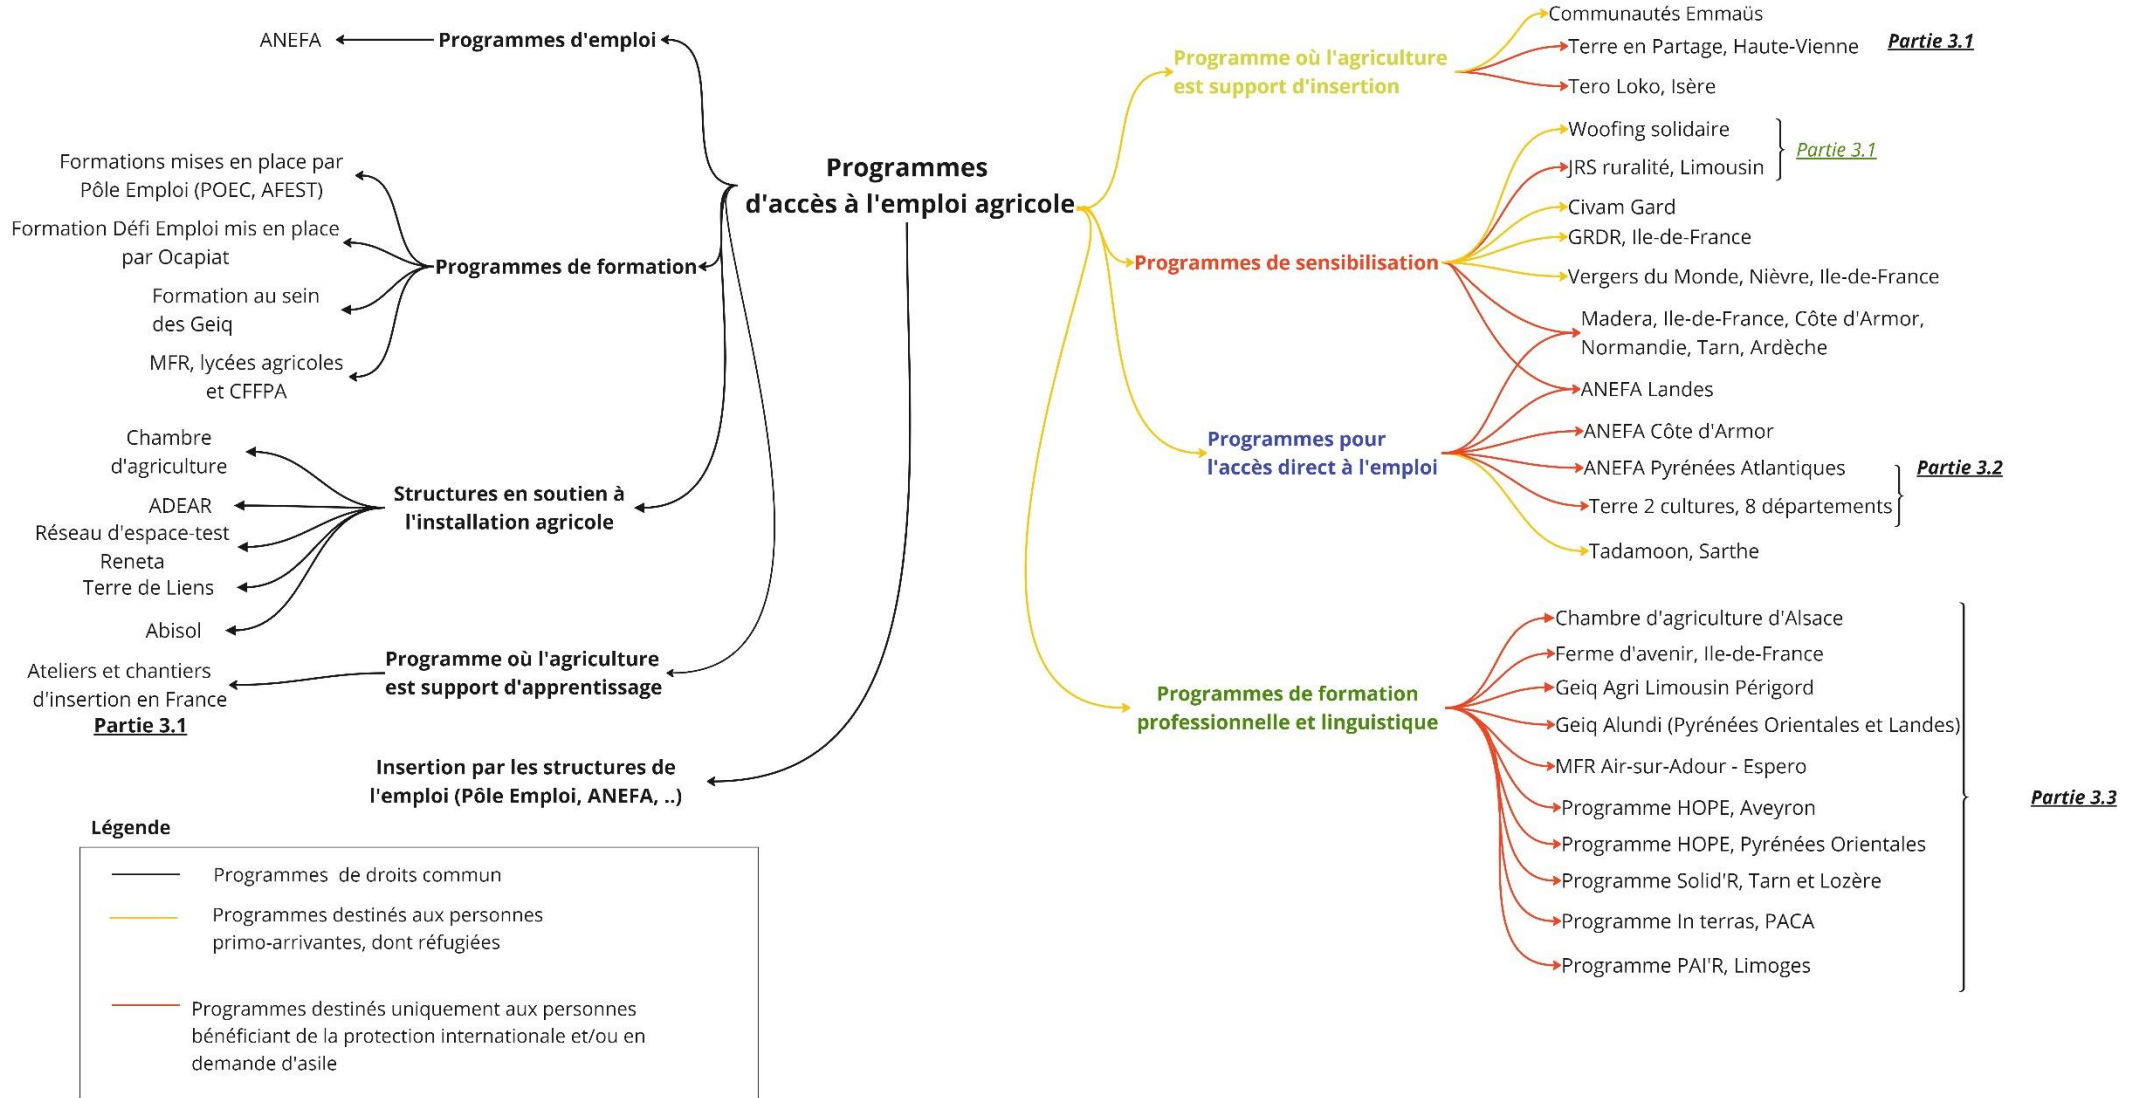 ANEFA
Programmes d'emploi
Formations mises en place par
Pôle Emploi (POEC, AFEST)
Formation Défi Emploi mis en place
par Ocapiat
Formation au sein
des Geiq
MFR, lycées agricoles
et CFFPA
Programmes de formation
Chambre
d'agriculture
ADEAR
Réseau d'espace-test
Reneta
Terre de Liens
Abisol
Structures en soutien à
l'installation agricole
Ateliers et chantiers
d'insertion en France
Partie 3.1
Programme où l'agriculture
est support d'apprentissage
Insertion par les structures de
l'emploi (Pôle Emploi, ANEFA, ..)
Programmes
d'accès à l'emploi agricole
Programme où l'agriculture
est support d'insertion
Communautés Emmaüs
Terre en Partage, Haute-Vienne
Tero Loko, Isère
Partie 3.1
Programmes de sensibilisation
Woofing solidaire
JRS ruralité, Limousin
Partie 3.1
Civam Gard
GRDR, Ile-de-France
Vergers du Monde, Nièvre, Ile-de-France
Madera, Ile-de-France, Côte d'Armor,
Normandie, Tarn, Ardèche
ANEFA Landes
Programmes pour
l'accès direct à l'emploi
ANEFA Côte d'Armor
ANEFA Pyrénées Atlantiques
Terre 2 cultures, 8 départements
Partie 3.2
Tadamoon, Sarthe
Programmes de formation
professionnelle et linguistique
Chambre d'agriculture d'Alsace
Ferme d'avenir, Ile-de-France
Geiq Agri Limousin Périgord
Geiq Alundi (Pyrénées Orientales et Landes)
MFR Air-sur-Adour - Espero
Programme HOPE, Aveyron
Programme HOPE, Pyrénées Orientales
Programme Solid'R, Tarn et Lozère
Programme In terras, PACA
Programme PAI'R, Limoges
Partie 3.3
Légende
Programmes de droits commun
Programmes destinés aux personnes
primo-arrivantes, dont réfugiées
Programmes destinés uniquement aux personnes
bénéficiant de la protection internationale et/ou en
demande d'asile